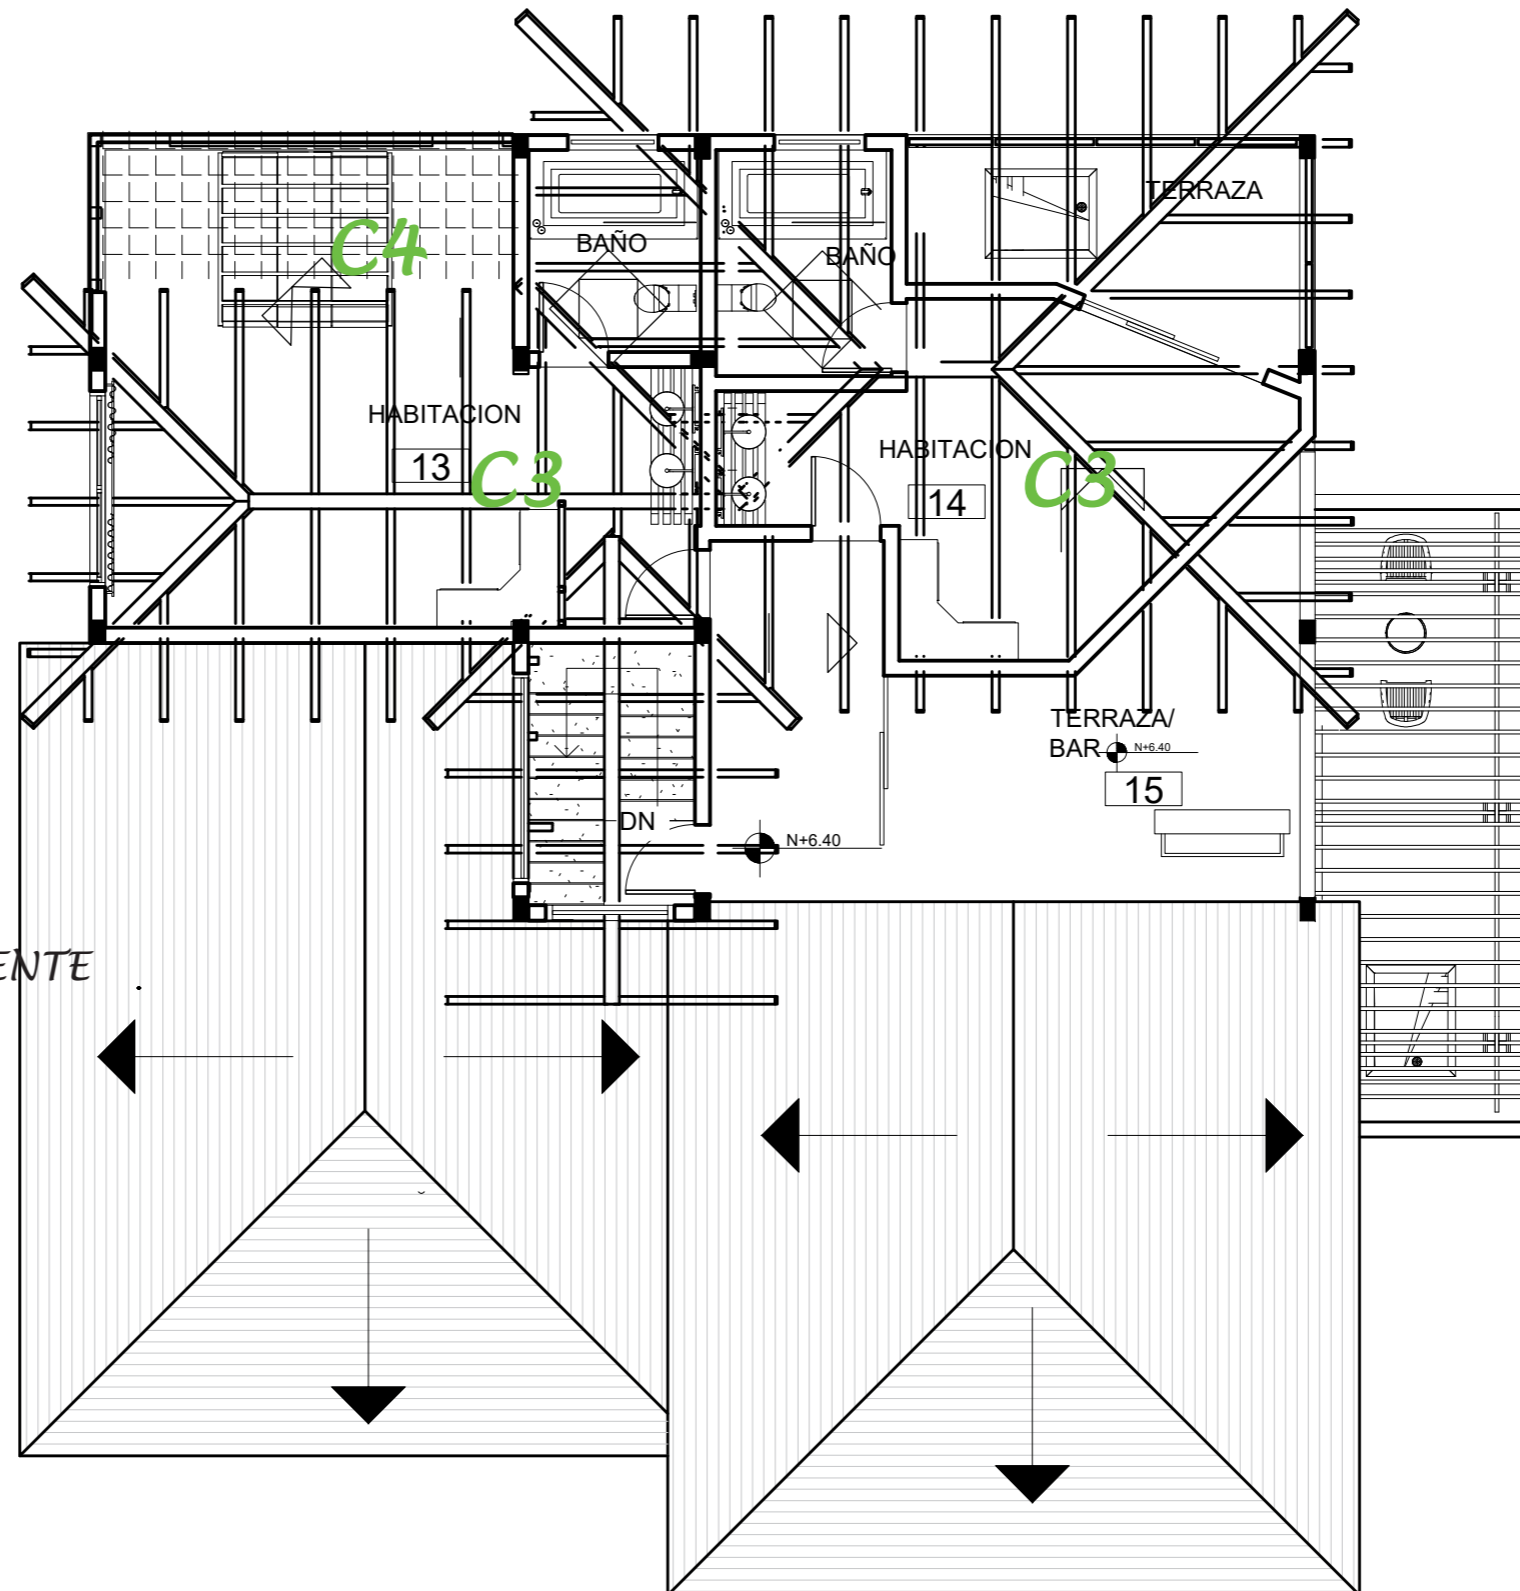 TERRAZA
C4
BAÑO
BAÑO
HABITACION
13
C3
HABITACION
14
C3
TERRAZA/
BAR
N+6.40
15
DN
N+6.40
ENTE